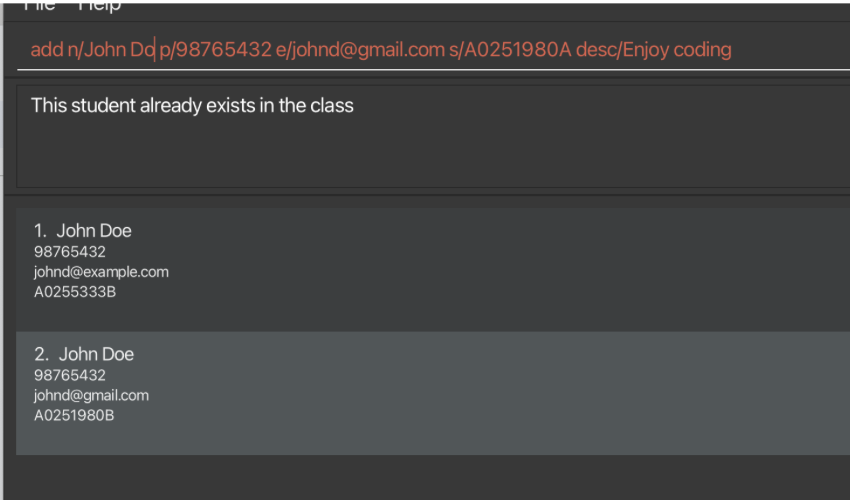 File Help
add n/John Do p/98765432 e/johnd@gmail.com s/A0251980A desc/Enjoy coding
This student already exists in the class
1. John Doe
98765432
johnd@example.com
A0255333B
2. John Doe
98765432
johnd@gmail.com
A0251980B